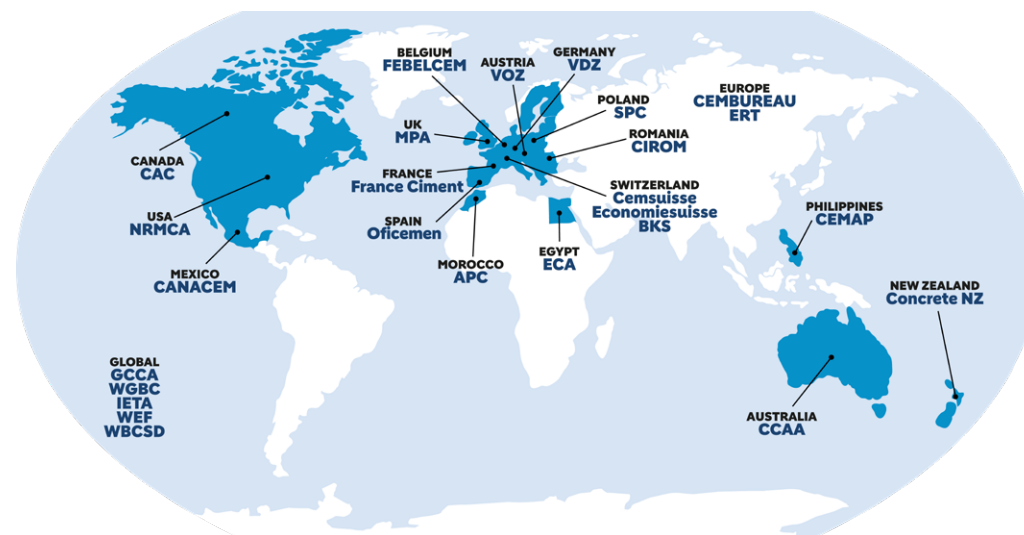 BELGIUM
FEBELCEM
AUSTRIA
VOZ
GERMANY
VDZ
POLAND
SPC
EUROPE
CEMBUREAU
ERT
UK
MPA
ROMANIA
CIROM
CANADA
CAC
FRANCE
France Ciment
SWITZERLAND
Cemsuisse
Economiesuisse
BKS
USA
NRMCA
SPAIN
Oficemen
PHILIPPINES
CEMAP
MOROCCO
APC
EGYPT
ECA
MEXICO
CANACEM
NEW ZEALAND
Concrete NZ
GLOBAL
GCCA
WGBC
IETA
WEF
WBCSD
AUSTRALIA
CCAA